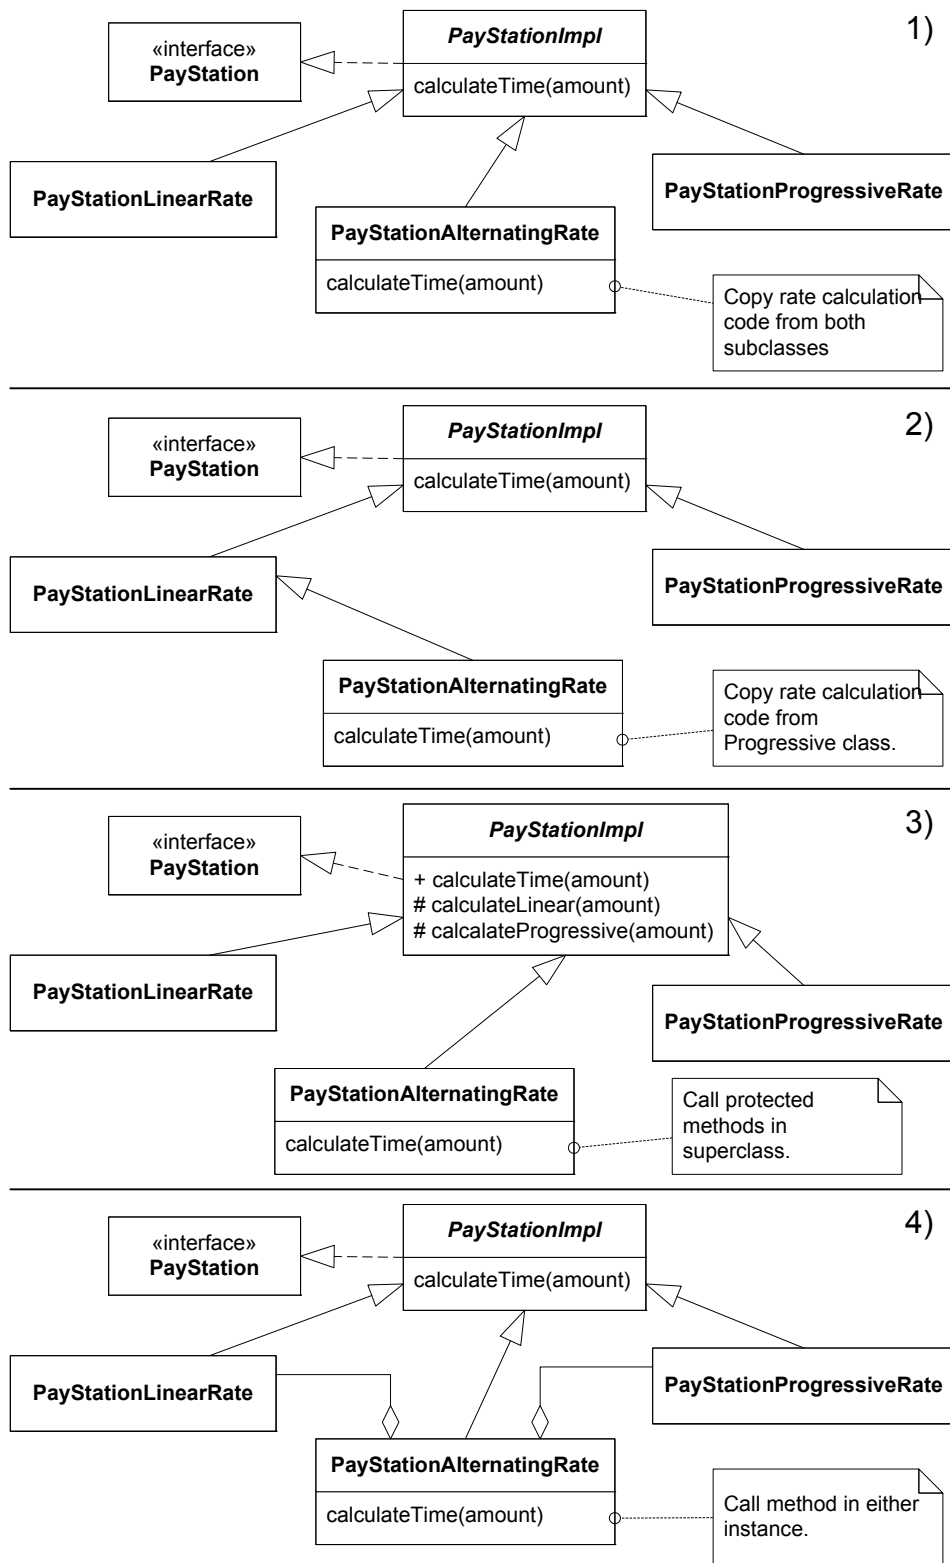 1)
«interface»
PayStation
PayStationImpl
calculateTime(amount)
PayStationLinearRate
PayStationAlternatingRate
calculateTime(amount)
PayStationProgressiveRate
Copy rate calculation
code from both
subclasses
2)
«interface»
PayStation
PayStationImpl
calculateTime(amount)
PayStationLinearRate
PayStationProgressiveRate
PayStationAlternatingRate
calculateTime(amount)
Copy rate calculation
code from
Progressive class.
3)
«interface»
PayStation
PayStationImpl
+ calculateTime(amount)
# calculateLinear(amount)
# calcalateProgressive(amount)
PayStationLinearRate
PayStationProgressiveRate
PayStationAlternatingRate
calculateTime(amount)
Call protected
methods in
superclass.
4)
«interface»
PayStation
PayStationImpl
calculateTime(amount)
PayStationLinearRate
PayStationProgressiveRate
PayStationAlternatingRate
calculateTime(amount)
Call method in either
instance.